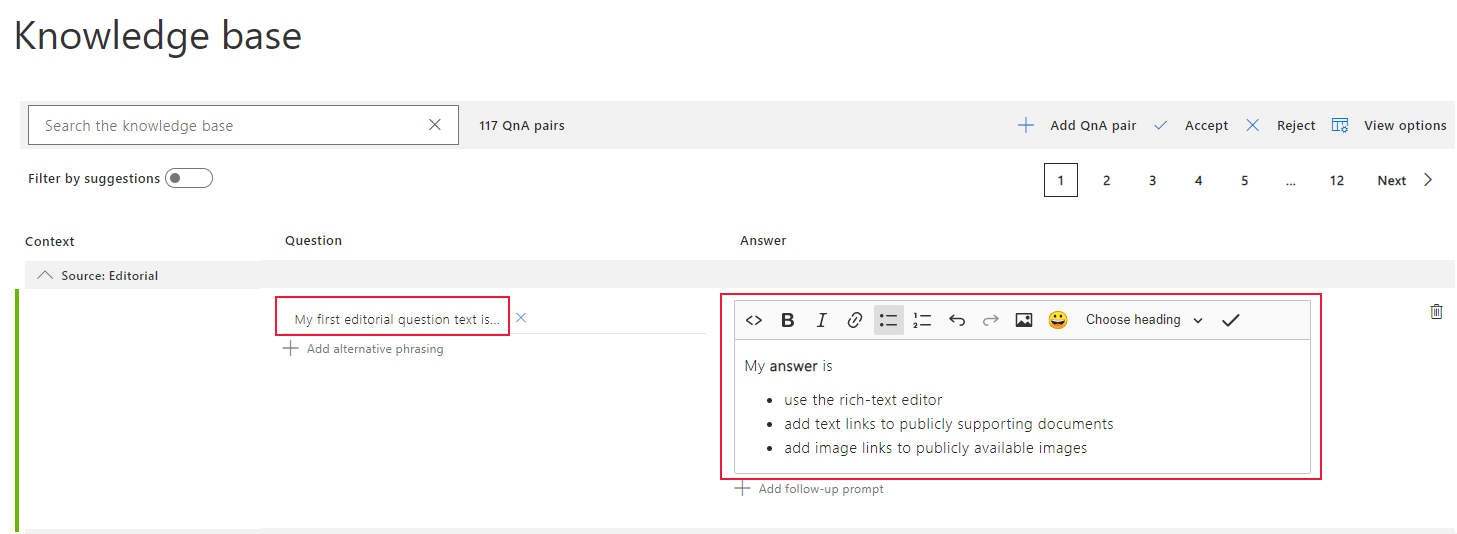 Knowledge base
Search the knowledge base
117 QnA pairs
Add QnA pair
Accept
Reject
View options
Filter by suggestions
1 2 3 4 5 ... 12 Next
Context
Question
Answer
Source: Editorial
My first editorial question text is...
Add alternative phrasing
<> B I Choose heading
My answer is
• use the rich-text editor
• add text links to publicly supporting documents
• add image links to publicly available images
Add follow-up prompt